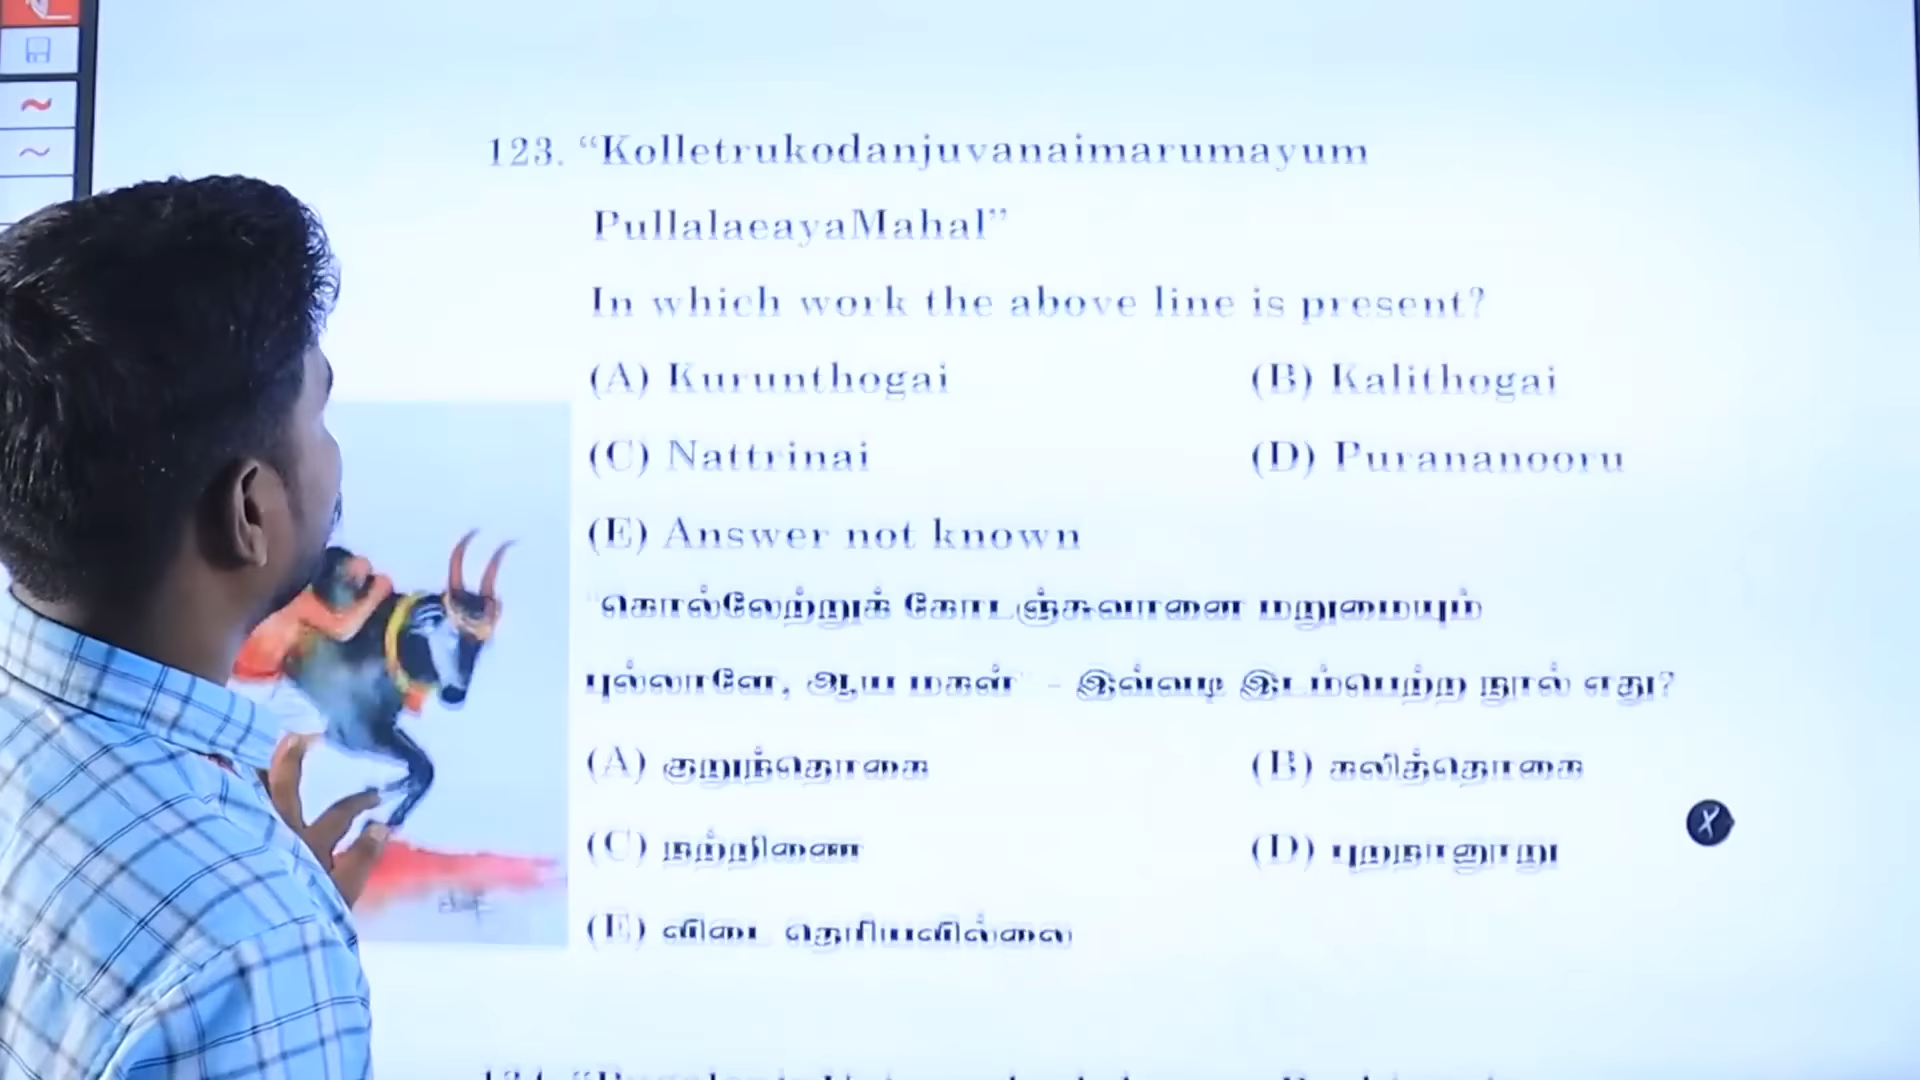 123. “Kolletrukodanjuvanaimarumayum
PullalaeayaMahal”
In which work the above line is present?
(A) Kurunthogai (B) Kalithogai
(C) Nattrinai (D) Purananooru
(E) Answer not known
“கொல்லேற்றுக் கோடஞ்சுவானை மறுமையும்
புல்லாளே, ஆய மகள்” - இவ்வடி இடம்பெற்ற நூல் எது?
(A) குறுந்தொகை (B) கலித்தொகை
(C) நற்றிணை (D) புறநானூறு
(E) விடை தெரியவில்லை